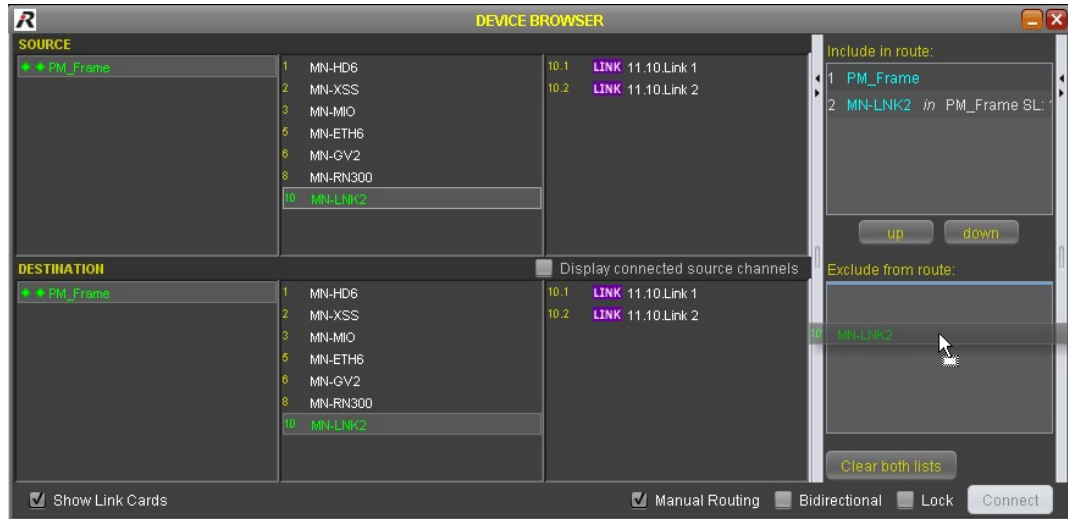 R
DEVICE BROWSER
SOURCE
PM_Frame
1 MN-HD6
2 MN-XSS
3 MN-MIO
5 MN-ETH6
6 MN-GV2
8 MN-RN300
10 MN-LNK2
10.1 LINK 11.10.Link 1
10.2 LINK 11.10.Link 2
Include in route:
1 PM_Frame
2 MN-LNK2 in PM_Frame SL:
up down
DESTINATION
Display connected source channels
PM_Frame
1 MN-HD6
2 MN-XSS
3 MN-MIO
5 MN-ETH6
6 MN-GV2
8 MN-RN300
10 MN-LNK2
10.1 LINK 11.10.Link 1
10.2 LINK 11.10.Link 2
Exclude from route:
10 MN-LNK2
Clear both lists
Show Link Cards
Manual Routing Bidirectional Lock Connect